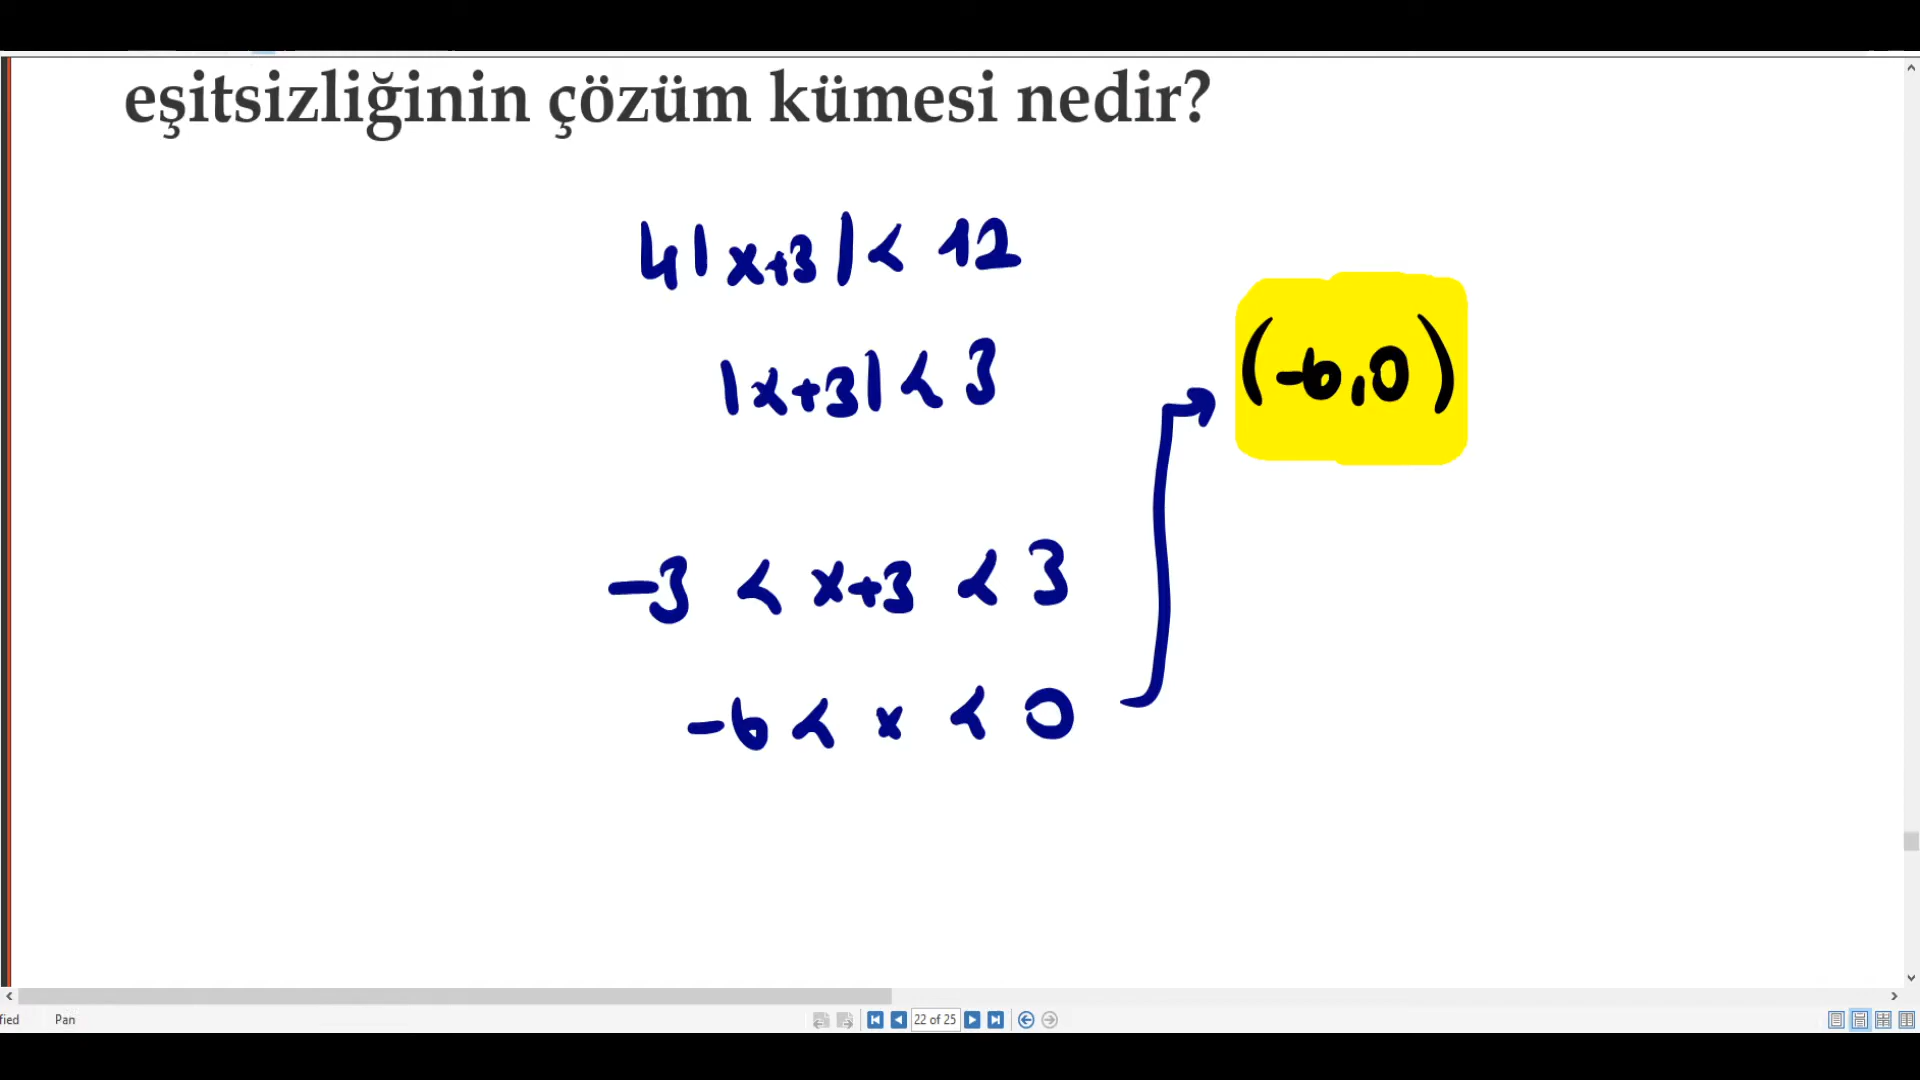 eşitsizliğinin çözüm kümesi nedir?
4|x+3|< 12
|x+3|< 3
(-6,0)
-3 < x+3 < 3
-6 < x < 0
fied Pan 22 of 25